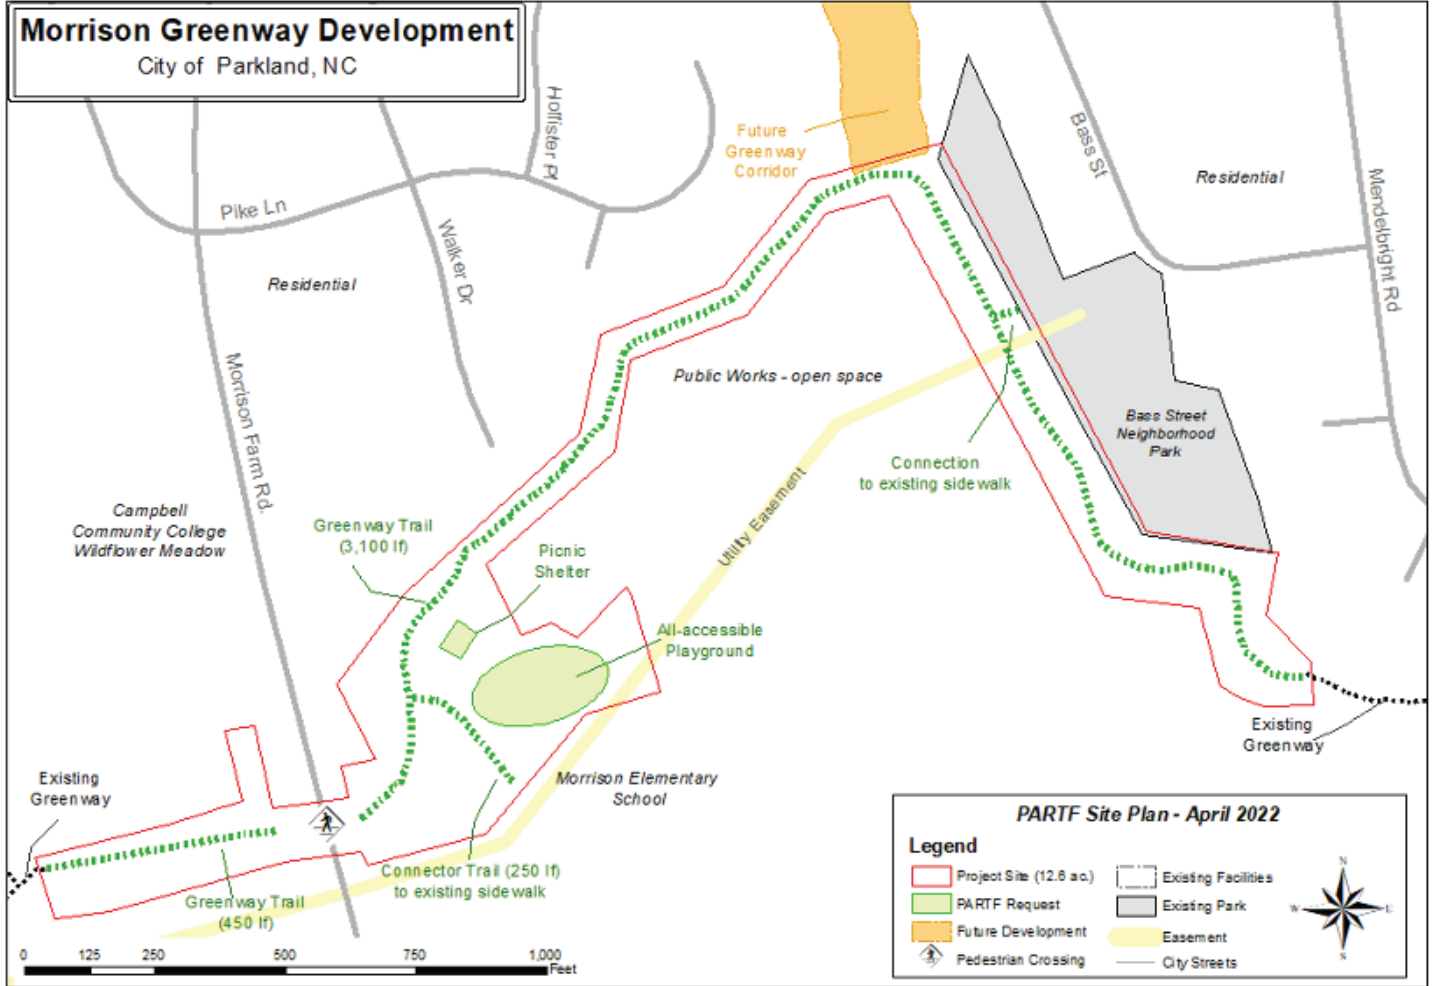 Morrison Greenway Development
City of Parkland, NC
Hollister Pl
Pike Ln
Walker Dr
Residential
Morrison Farm Rd.
Future
Greenway
Corridor
Bass St
Residential
Mendelbright Rd
Public Works - open space
Bass Street
Neighborhood
Park
Connection
to existing sidewalk
Utility Easement
Campbell
Community College
Wildflower Meadow
Greenway Trail
(3,100 lf)
Picnic
Shelter
All-accessible
Playground
Existing
Greenway
Morrison Elementary
School
Existing
Greenway
Connector Trail (250 lf)
to existing sidewalk
Greenway Trail
(450 lf)
0 125 250 500 750 1,000
Feet
PARTF Site Plan - April 2022
Legend
Project Site (12.6 ac.)
PARTF Request
Future Development
Pedestrian Crossing
Existing Facilities
Existing Park
Easement
City Streets
N
W E
S